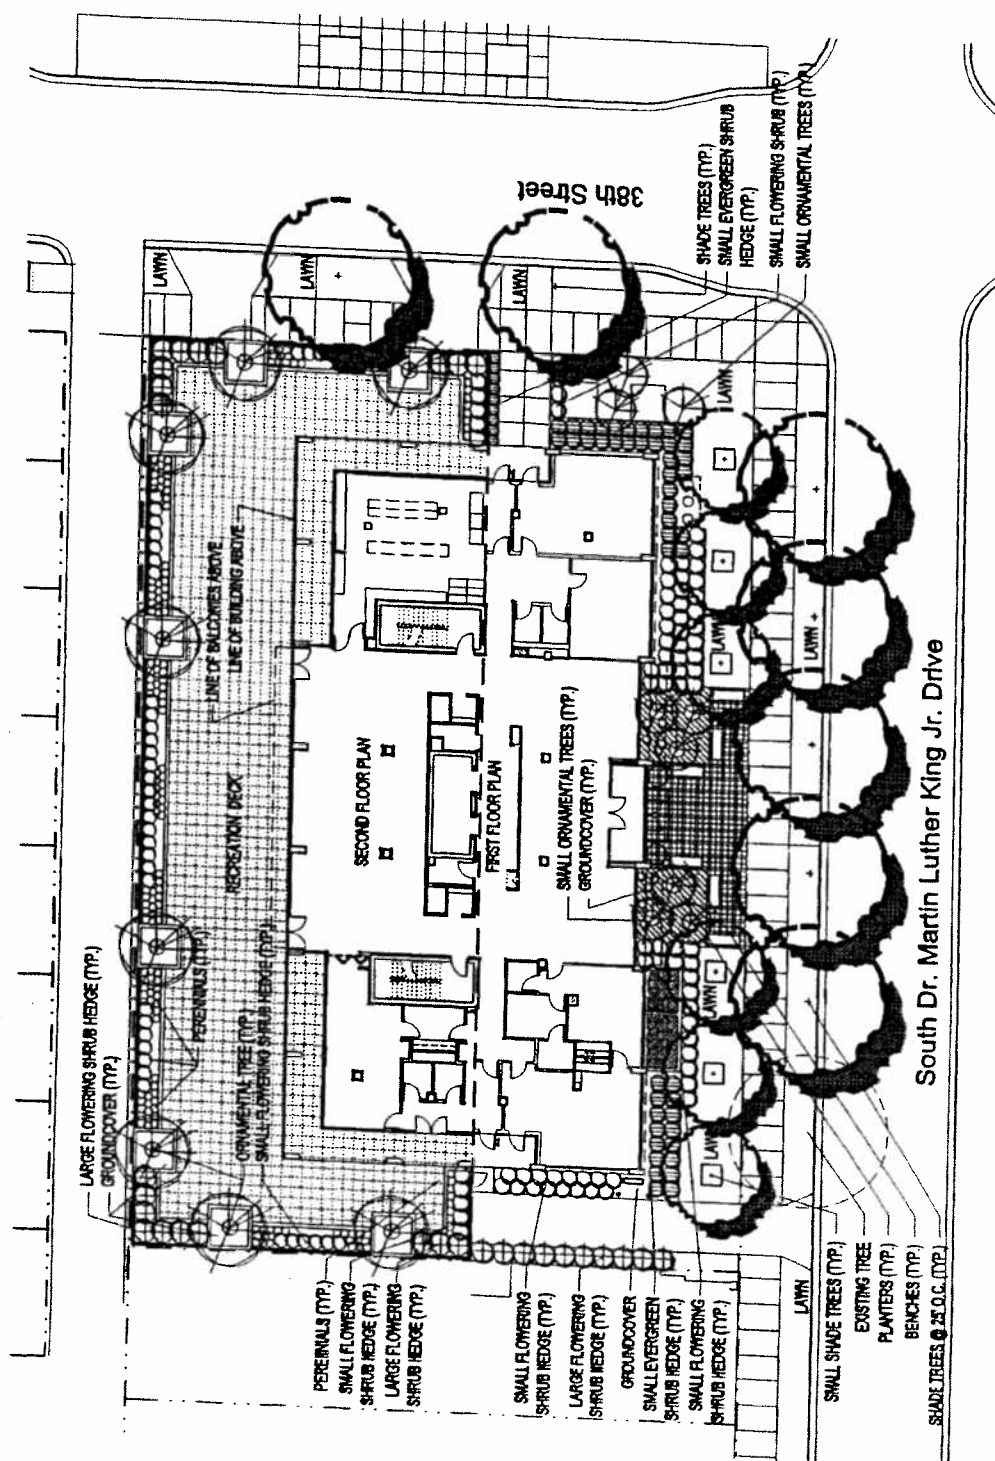 38th Street
SHADE TREES (TYP.)
SMALL EVERGREEN SHRUB
HEDGE (TYP.)
SMALL FLOWERING SHRUB (TYP.)
SMALL ORNAMENTAL TREES (TYP.)
LAWN
LAWN
LAWN
LAWN
LAWN
LAWN
LAWN
LAWN
LAWN
LINE OF BALCONIES ABOVE
LINE OF BUILDING ABOVE
RECREATION DECK
SECOND FLOOR PLAN
FIRST FLOOR PLAN
SMALL ORNAMENTAL TREES (TYP.)
GROUNDCOVER (TYP.)
LARGE FLOWERING SHRUB HEDGE (TYP.)
GROUNDCOVER (TYP.)
PERENNIALS (TYP.)
ORNAMENTAL TREE (TYP.)
SMALL FLOWERING SHRUB HEDGE (TYP.)
South Dr. Martin Luther King Jr. Drive
PERENNIALS (TYP.)
SMALL FLOWERING
SHRUB HEDGE (TYP.)
LARGE FLOWERING
SHRUB HEDGE (TYP.)
SMALL FLOWERING
SHRUB HEDGE (TYP.)
LARGE FLOWERING
SHRUB HEDGE (TYP.)
GROUNDCOVER
SMALL EVERGREEN
SHRUB HEDGE (TYP.)
SMALL FLOWERING
SHRUB HEDGE (TYP.)
SMALL SHADE TREES (TYP.)
EXISTING TREE
PLANTERS (TYP.)
BENCHES (TYP.)
SHADE TREES @ 25' O.C. (TYP.)